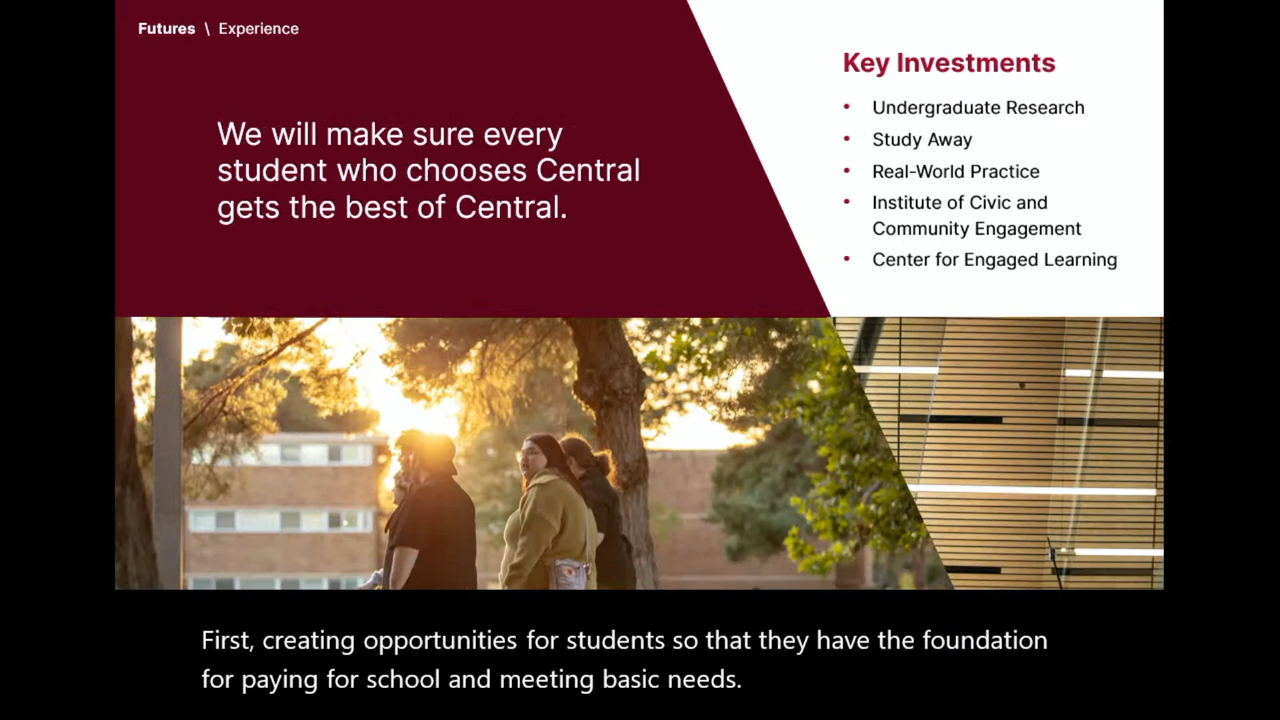 Futures \ Experience
We will make sure every
student who chooses Central
gets the best of Central.
Key Investments
• Undergraduate Research
• Study Away
• Real-World Practice
• Institute of Civic and
Community Engagement
• Center for Engaged Learning
First, creating opportunities for students so that they have the foundation
for paying for school and meeting basic needs.